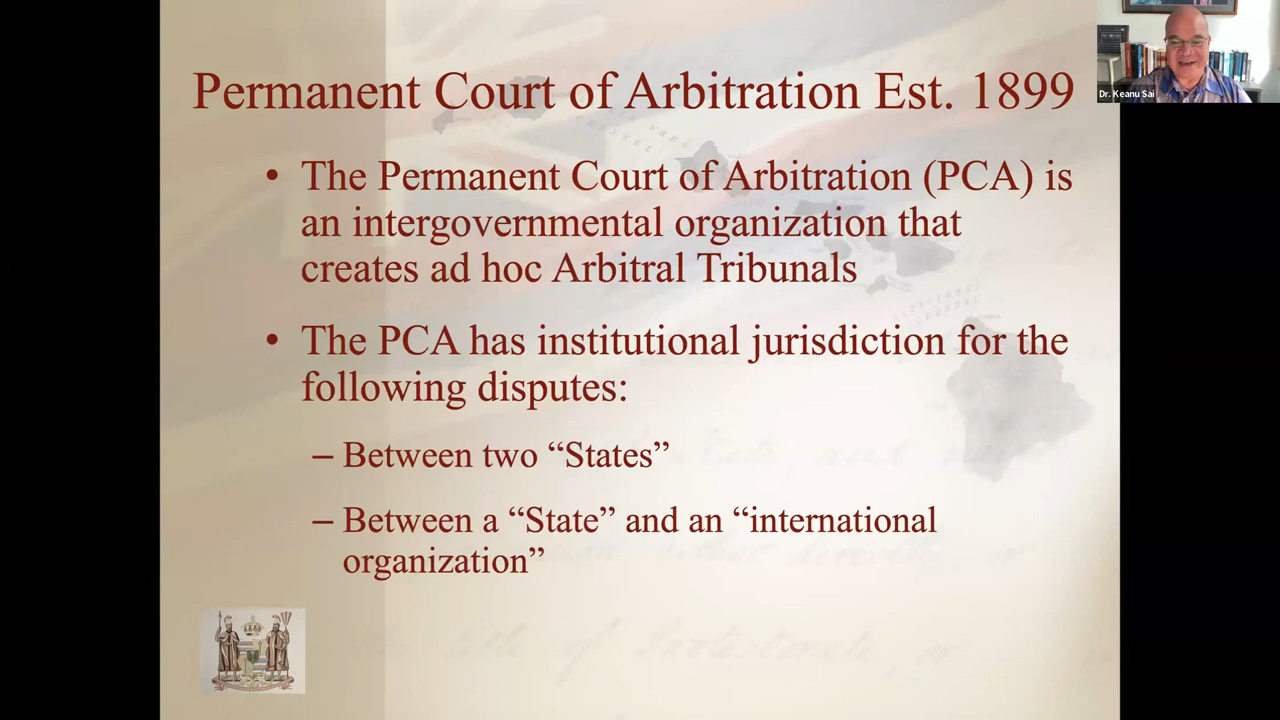 Permanent Court of Arbitration Est. 1899
• The Permanent Court of Arbitration (PCA) is
an intergovernmental organization that
creates ad hoc Arbitral Tribunals
• The PCA has institutional jurisdiction for the
following disputes:
– Between two “States”
– Between a “State” and an “international
organization”
Dr. Keanu Sai